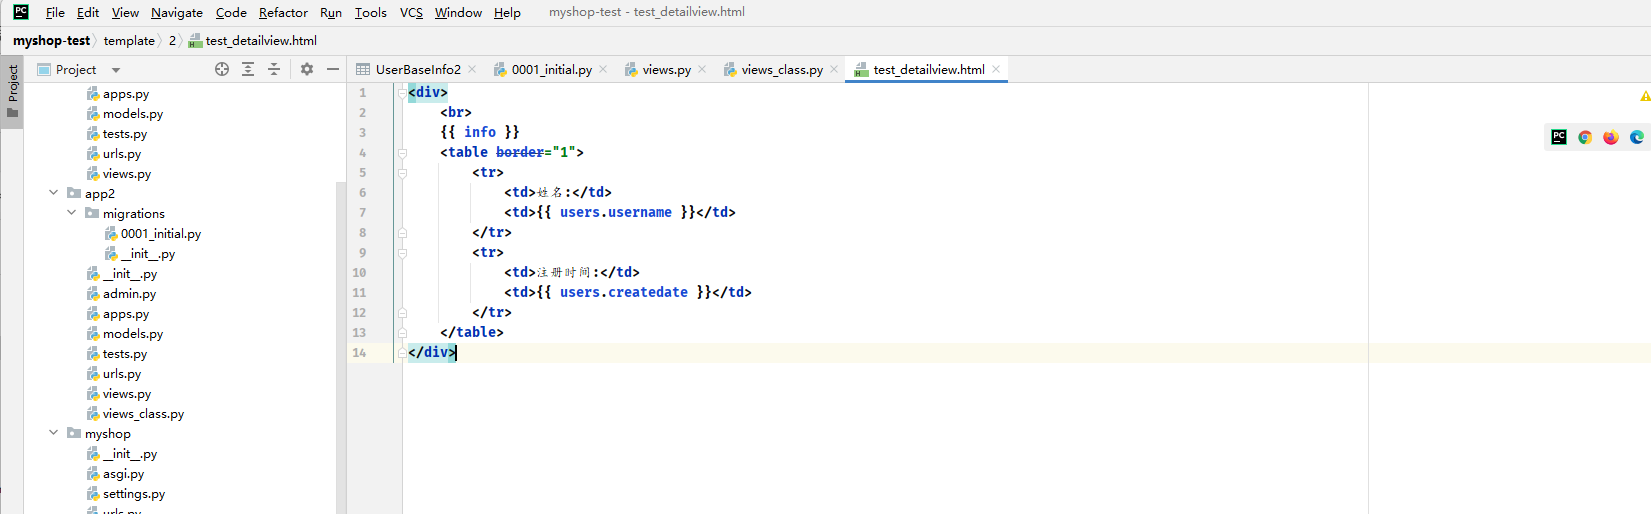 PC File Edit View Navigate Code Refactor Run Tools VCS Window Help myshop-test - test_detailview.html
myshop-test template 2 test_detailview.html
Project
Project
UserBaseInfo2 0001_initial.py views.py views_class.py test_detailview.html
apps.py
models.py
tests.py
urls.py
views.py
app2
migrations
0001_initial.py
__init__.py
__init__.py
admin.py
apps.py
models.py
tests.py
urls.py
views.py
views_class.py
myshop
__init__.py
asgi.py
settings.py
urls.py
1 <div>
2 <br>
3 {{ info }}
4 <table border="1">
5 <tr>
6 <td>姓名:</td>
7 <td>{{ users.username }}</td>
8 </tr>
9 <tr>
10 <td>注册时间:</td>
11 <td>{{ users.createdate }}</td>
12 </tr>
13 </table>
14 </div>
PC